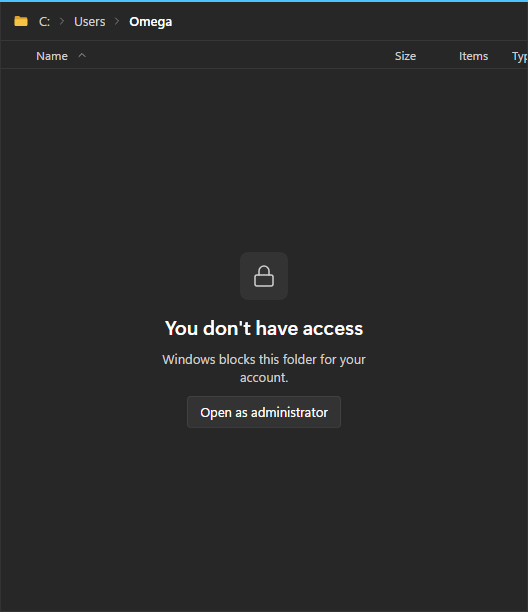 C: > Users > Omega
Name Size Items Typ
You don't have access
Windows blocks this folder for your
account.
Open as administrator